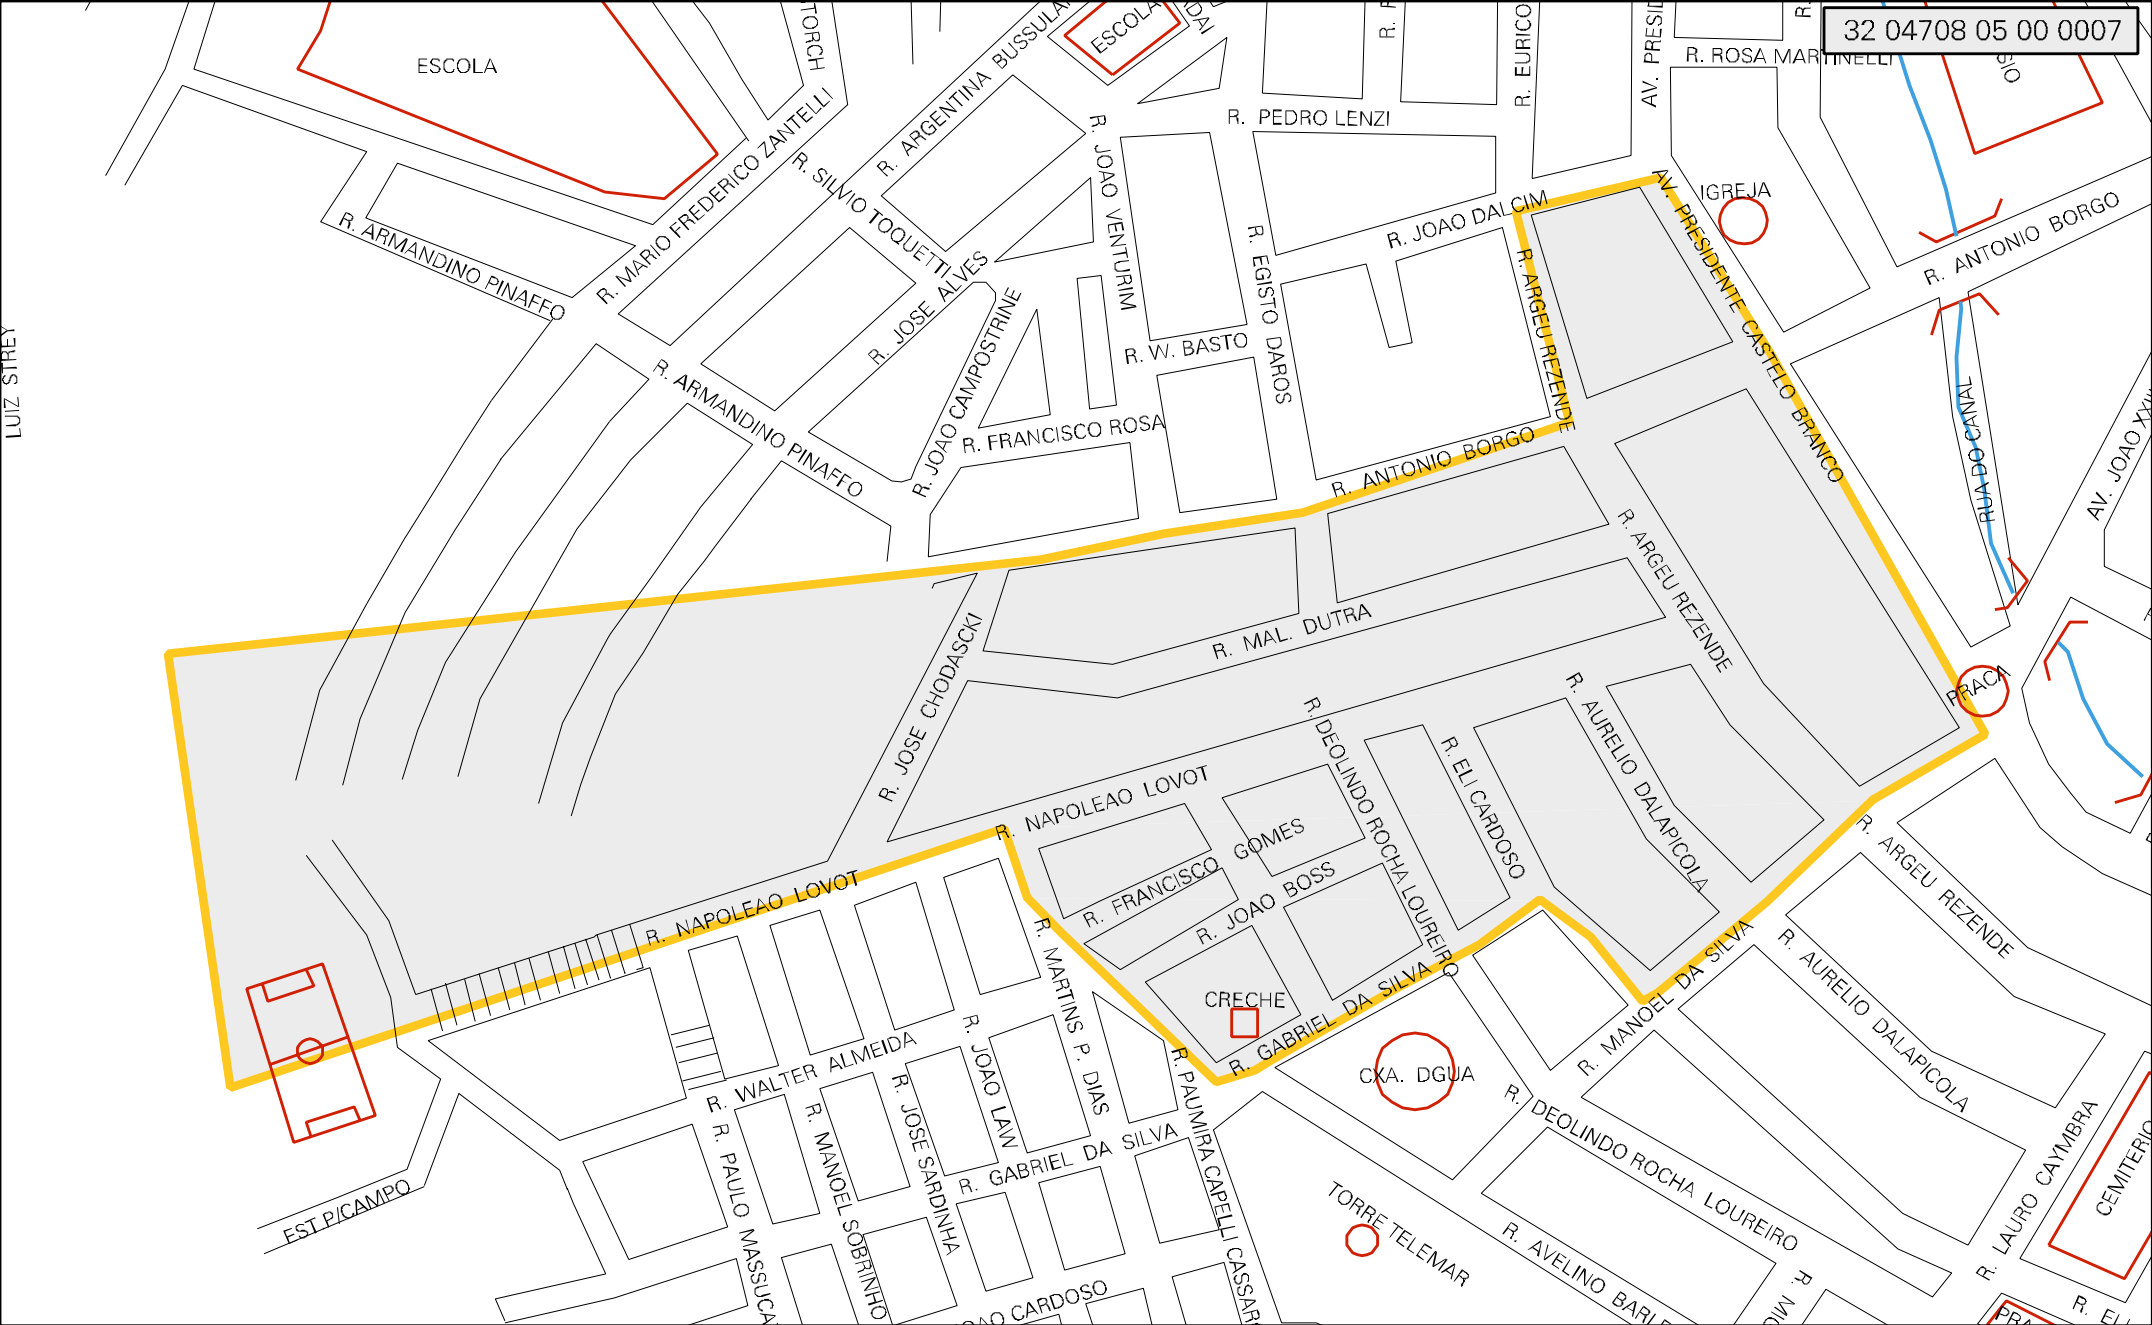 32 04708 05 00 0007
ESCOLA
ESCOLA
R. EURICO
R. ROSA MARTINELLI
R. MARIO FREDERICO ZANTELLI
R. ARGENTINA
R. PEDRO LENZI
R. SILVIO TOQUETTI
R. JOAO VENTURIM
R. ARMANDINO PINAFFO
IGREJA
AV. PRESIDENTE CASTELO BRANCO
R. JOAO DALCIM
R. ANTONIO BORGO
R. JOSE ALVES
R. EGISTO DAROS
R. ARGEU REZENDE
R. JOAO CAMPOSTRINE
R. W. BASTO
LUIZ STREY
R. ARMANDINO PINAFFO
R. FRANCISCO ROSA
R. ANTONIO BORGO
RUA DO CANAL
AV. JOAO XXIII
R. ARGEU REZENDE
R. MAL. DUTRA
R. JOSE CHODASCKI
PRACA
R. AURELIO DALAPICOLA
R. DEOLINDO ROCHA LOUREIRO
R. ELI CARDOSO
R. NAPOLEAO LOVOT
R. FRANCISCO GOMES
R. JOAO BOSS
R. NAPOLEAO LOVOT
R. ARGEU REZENDE
R. MARTINS P. DIAS
R. AURELIO DALAPICOLA
R. MANOEL DA SILVA
CRECHE
R. GABRIEL DA SILVA
CXA. DGUA
R. WALTER ALMEIDA
R. JOAO LAW
R. PAUMIRA CAPELLI
R. JOSE SARDINHA
R. MANOEL SOBRINHO
R. PAULO
R. GABRIEL DA SILVA
R. DEOLINDO ROCHA LOUREIRO
R. LAURO CAYMBRA
CEMITERIO
EST P/CAMPO
TORRE TELEMAR
R. AVELINO
CARDOSO